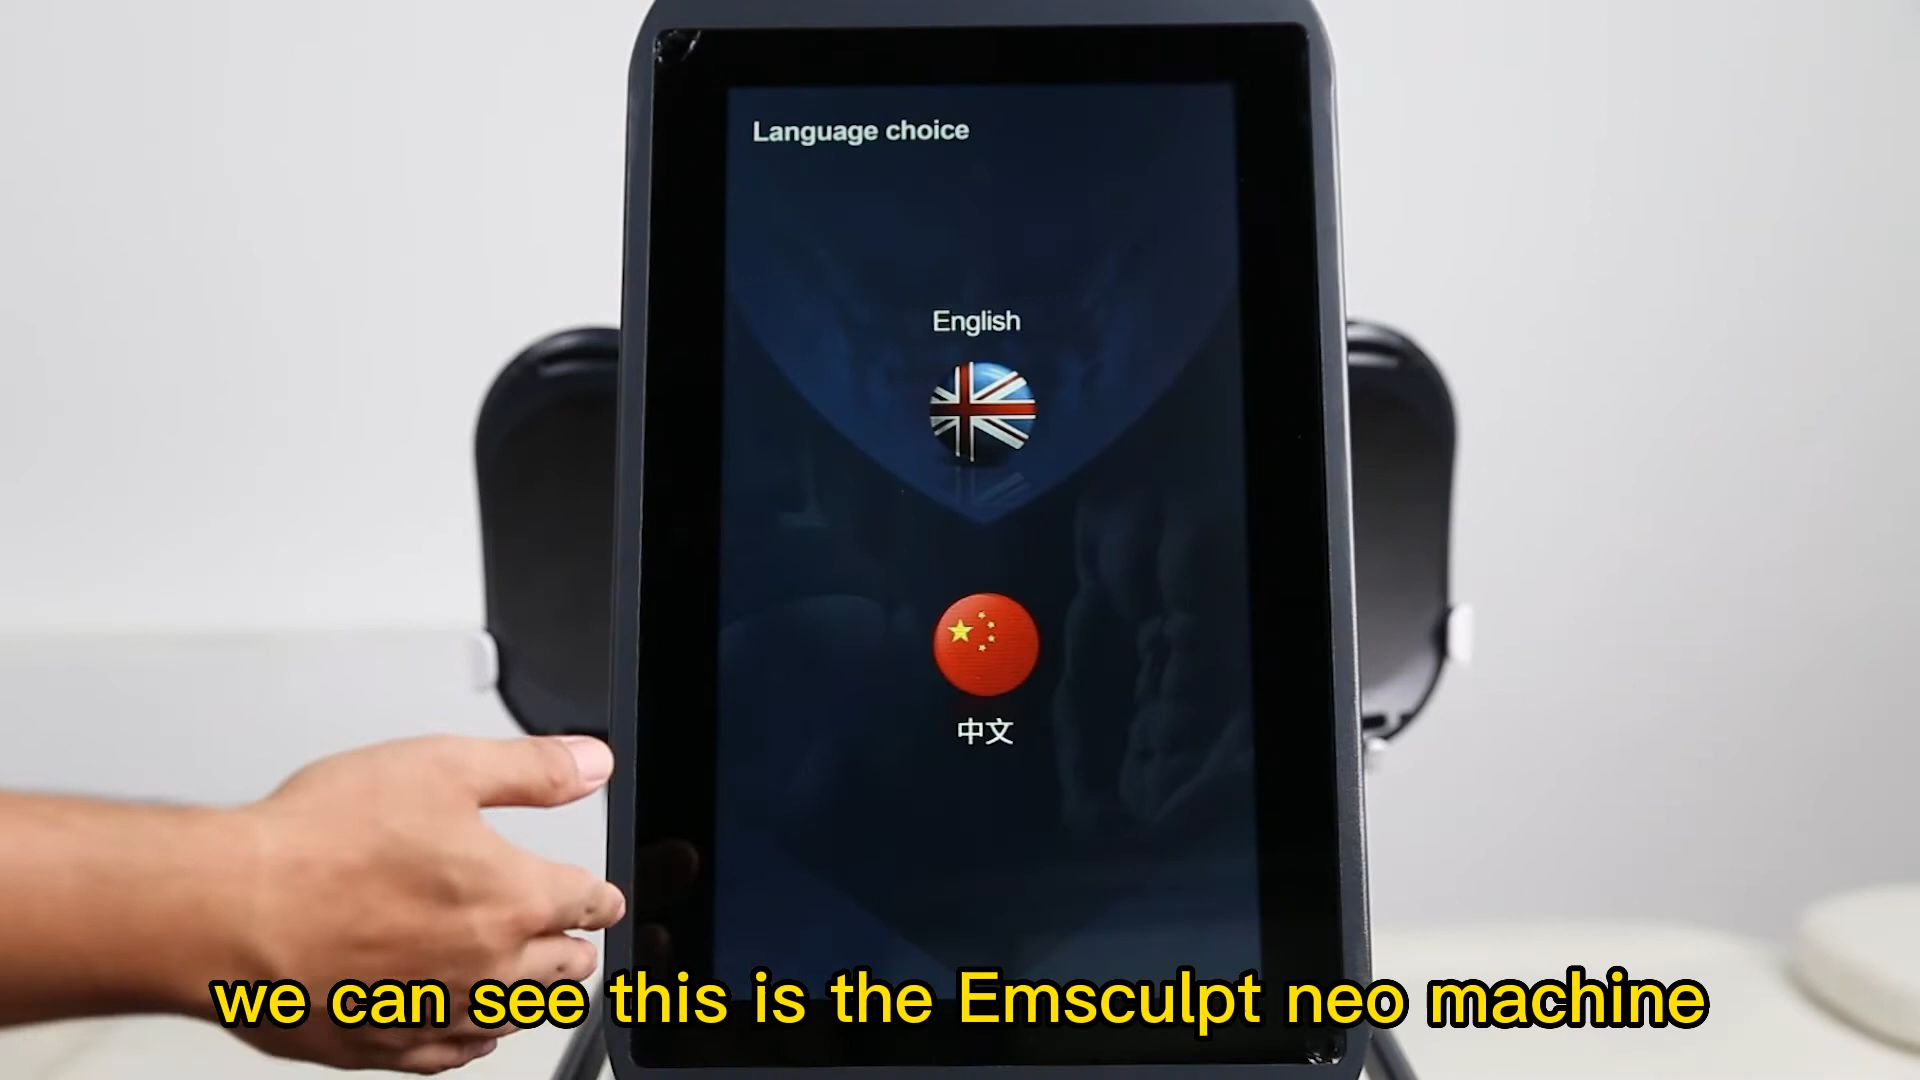 Language choice
English
中文
we can see this is the Emsculpt neo machine